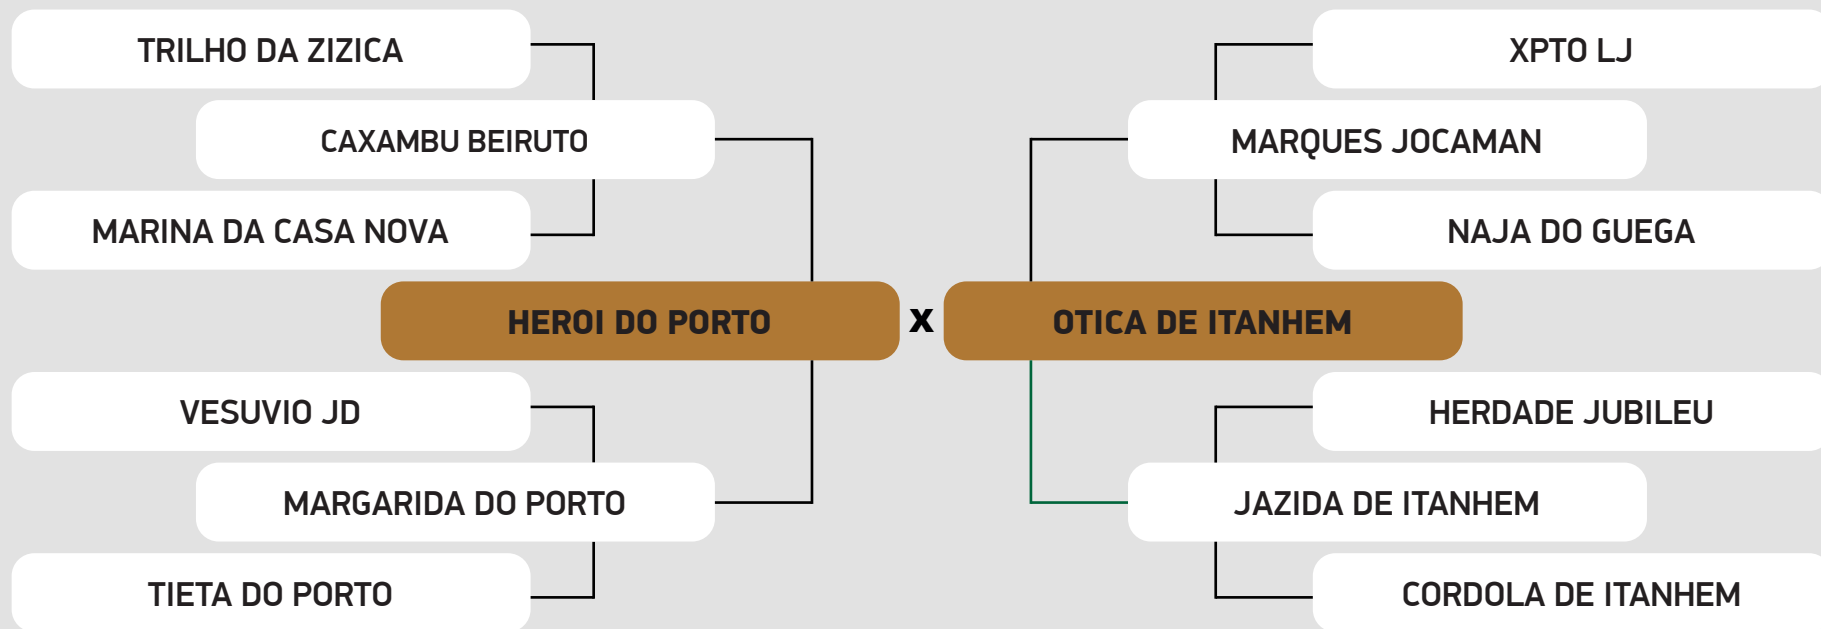 TRILHO DA ZIZICA
XPTO LJ
CAXAMBU BEIRUTO
MARQUES JOCAMAN
MARINA DA CASA NOVA
NAJA DO GUEGA
HEROI DO PORTO
x
OTICA DE ITANHEM
VESUVIO JD
HERDADE JUBILEU
MARGARIDA DO PORTO
JAZIDA DE ITANHEM
TIETA DO PORTO
CORDOLA DE ITANHEM